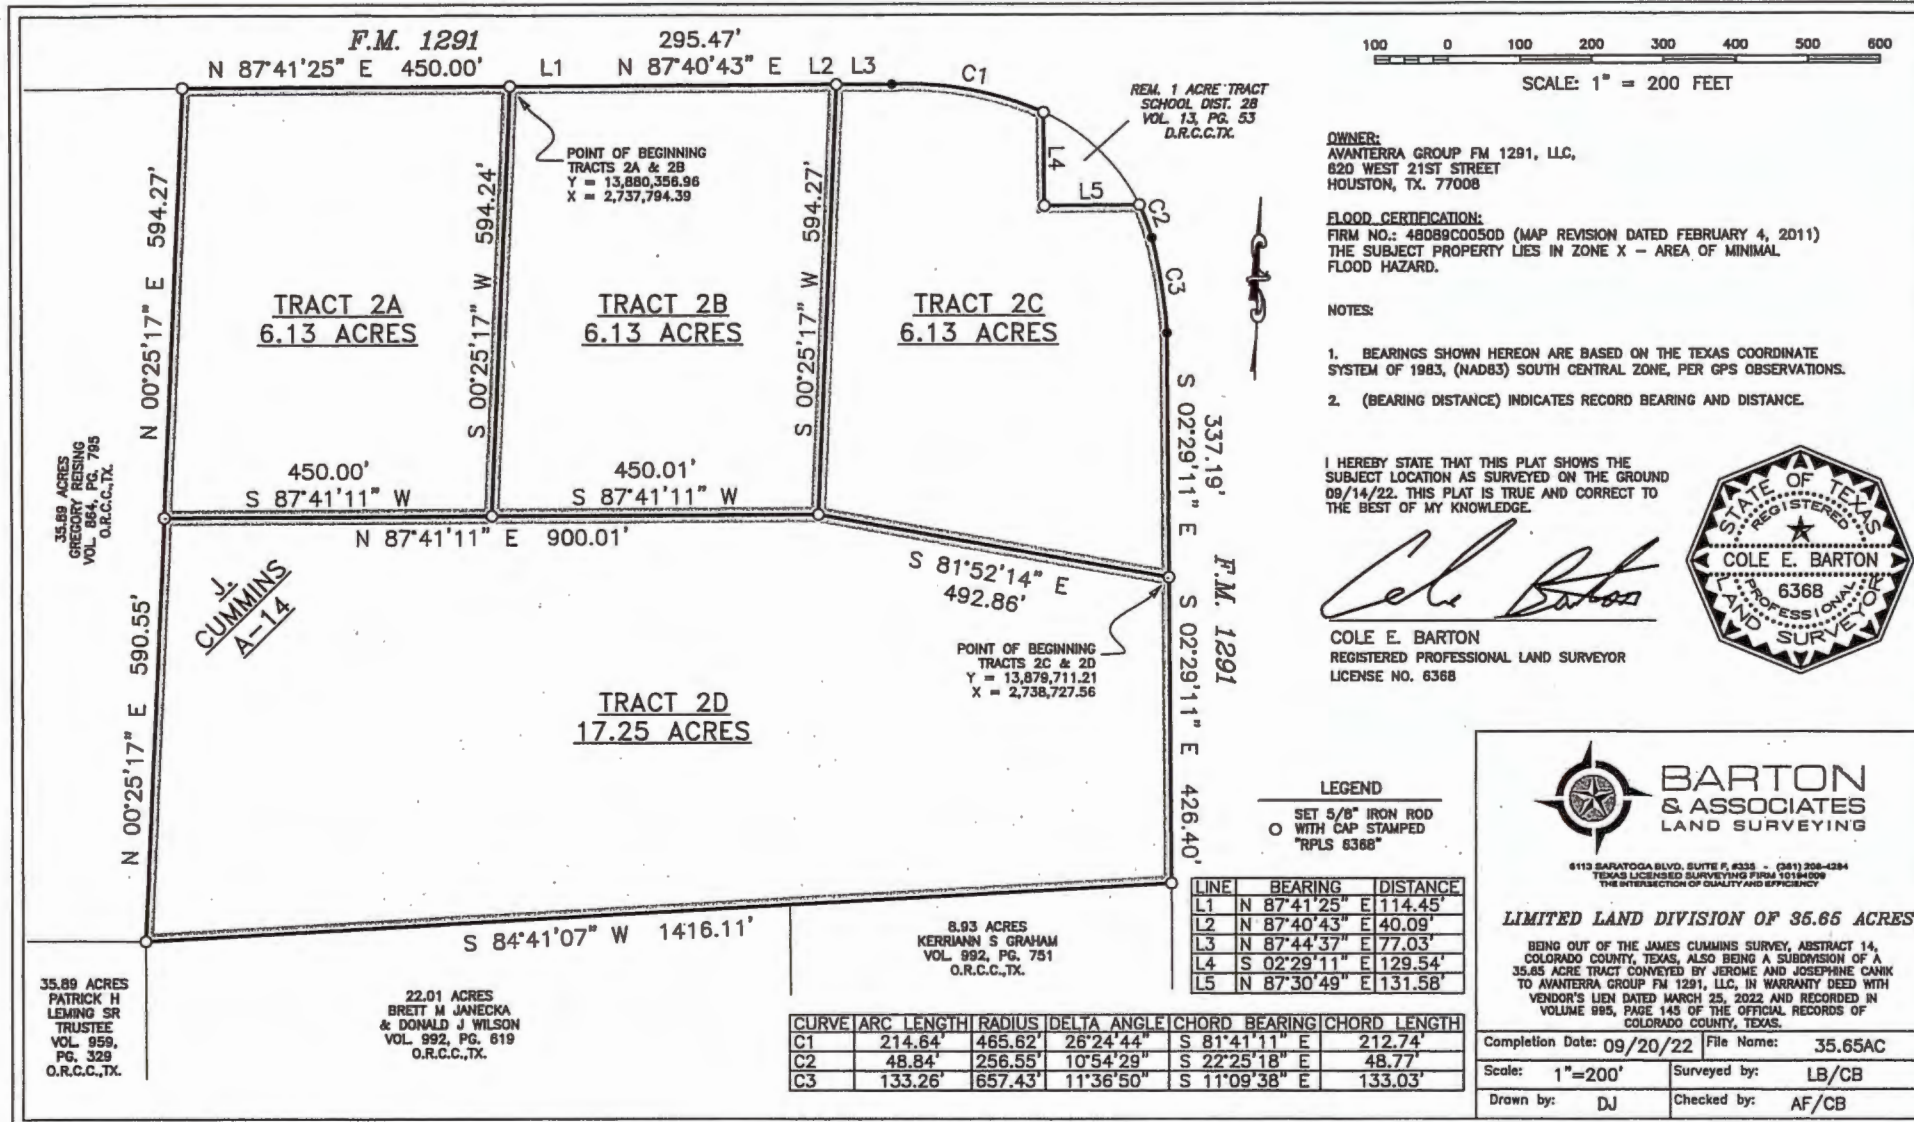 F.M. 1291
N 87°41'25" E 450.00'
L1
295.47'
N 87°40'43" E
L2
L3
C1
REM. 1 ACRE TRACT
SCHOOL DIST. 28
VOL. 13, PG. 53
D.R.C.C.TX.
L4
L5
C2
C3
POINT OF BEGINNING
TRACTS 2A & 2B
Y = 13,880,356.96
X = 2,737,794.39
N 00°25'17" E 594.27'
S 00°25'17" W 594.24'
S 00°25'17" W 594.27'
TRACT 2A
6.13 ACRES
TRACT 2B
6.13 ACRES
TRACT 2C
6.13 ACRES
S 02°29'11" E
337.19'
450.00'
S 87°41'11" W
450.01'
S 87°41'11" W
N 87°41'11" E 900.01'
S 81°52'14" E
492.86'
35.89 ACRES
GREGORY REISING
VOL. 864, PG. 795
O.R.C.C.,TX.
J.
CUMMINS
A-14
N 00°25'17" E 590.55'
POINT OF BEGINNING
TRACTS 2C & 2D
Y = 13,879,711.21
X = 2,738,727.56
F.M. 1291
S 02°29'11" E 426.40'
TRACT 2D
17.25 ACRES
S 84°41'07" W 1416.11'
35.89 ACRES
PATRICK H
LEMING SR
TRUSTEE
VOL. 959,
PG. 329
O.R.C.C.,TX.
22.01 ACRES
BRETT M JANECKA
& DONALD J WILSON
VOL. 992, PG. 619
O.R.C.C.,TX.
8.93 ACRES
KERRIANN S GRAHAM
VOL. 992, PG. 751
O.R.C.C.,TX.
100 0 100 200 300 400 500 600
SCALE: 1" = 200 FEET
OWNER:
AVANTERRA GROUP FM 1291, LLC,
620 WEST 21ST STREET
HOUSTON, TX. 77008
FLOOD CERTIFICATION:
FIRM NO.: 48089C0050D (MAP REVISION DATED FEBRUARY 4, 2011)
THE SUBJECT PROPERTY LIES IN ZONE X – AREA OF MINIMAL
FLOOD HAZARD.
NOTES:
1. BEARINGS SHOWN HEREON ARE BASED ON THE TEXAS COORDINATE
SYSTEM OF 1983, (NAD83) SOUTH CENTRAL ZONE, PER GPS OBSERVATIONS.
2. (BEARING DISTANCE) INDICATES RECORD BEARING AND DISTANCE.
I HEREBY STATE THAT THIS PLAT SHOWS THE
SUBJECT LOCATION AS SURVEYED ON THE GROUND
09/14/22. THIS PLAT IS TRUE AND CORRECT TO
THE BEST OF MY KNOWLEDGE.
Cole Barton
COLE E. BARTON
REGISTERED PROFESSIONAL LAND SURVEYOR
LICENSE NO. 6368
STATE OF TEXAS
REGISTERED
COLE E. BARTON
6368
PROFESSIONAL
LAND SURVEYOR
LEGEND
SET 5/8" IRON ROD
WITH CAP STAMPED
"RPLS 6368"
LINE BEARING DISTANCE
L1 N 87°41'25" E 114.45'
L2 N 87°40'43" E 40.09'
L3 N 87°44'37" E 77.03'
L4 S 02°29'11" E 129.54'
L5 N 87°30'49" E 131.58'
CURVE ARC LENGTH RADIUS DELTA ANGLE CHORD BEARING CHORD LENGTH
C1 214.64' 465.62' 26°24'44" S 81°41'11" E 212.74'
C2 48.84' 256.55' 10°54'29" S 22°25'18" E 48.77'
C3 133.26' 657.43' 11°36'50" S 11°09'38" E 133.03'
BARTON
& ASSOCIATES
LAND SURVEYING
6113 SARATOGA BLVD. SUITE F, #335 - (361) 208-4284
TEXAS LICENSED SURVEYING FIRM 10194009
THE INTERSECTION OF QUALITY AND EFFICIENCY
LIMITED LAND DIVISION OF 35.65 ACRES
BEING OUT OF THE JAMES CUMMINS SURVEY, ABSTRACT 14,
COLORADO COUNTY, TEXAS, ALSO BEING A SUBDIVISION OF A
35.65 ACRE TRACT CONVEYED BY JEROME AND JOSEPHINE CANIK
TO AVANTERRA GROUP FM 1291, LLC, IN WARRANTY DEED WITH
VENDOR'S LIEN DATED MARCH 25, 2022 AND RECORDED IN
VOLUME 995, PAGE 145 OF THE OFFICIAL RECORDS OF
COLORADO COUNTY, TEXAS.
Completion Date: 09/20/22 File Name: 35.65AC
Scale: 1"=200' Surveyed by: LB/CB
Drawn by: DJ Checked by: AF/CB